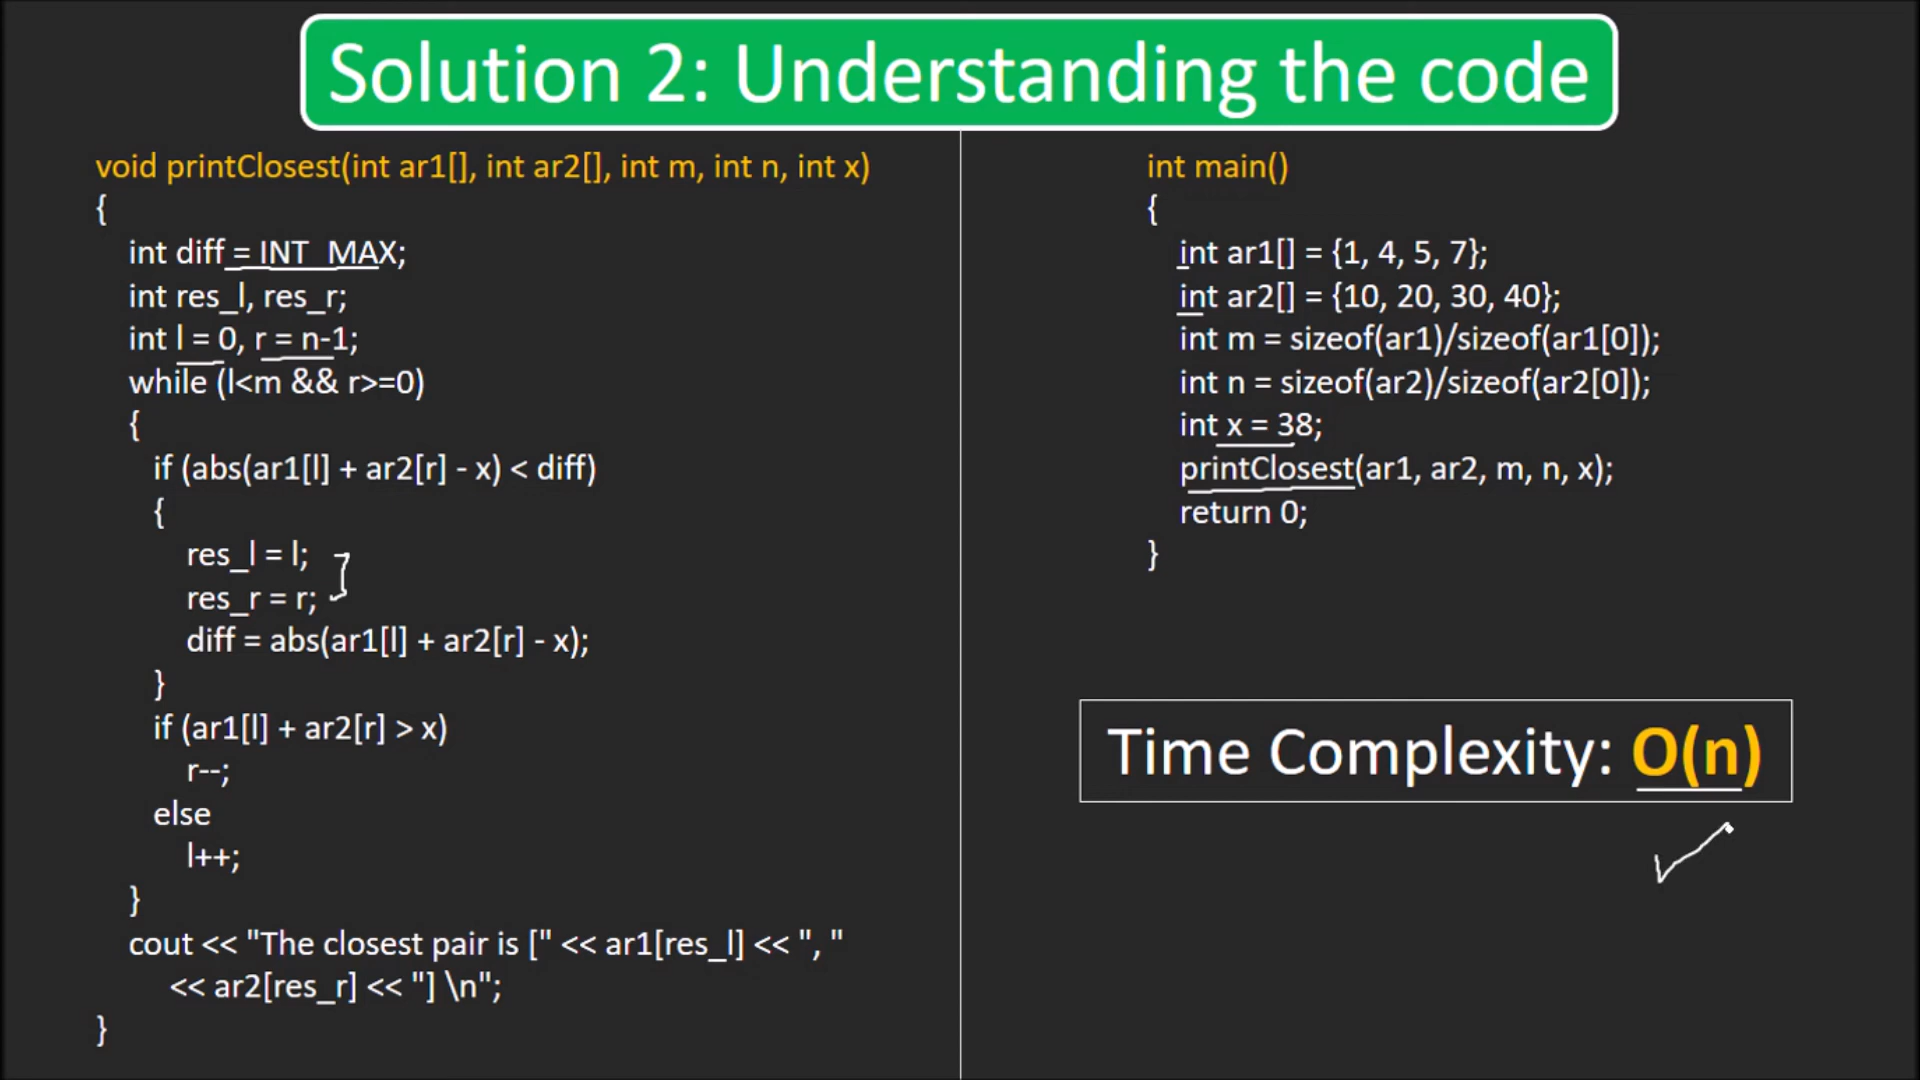 Solution 2: Understanding the code
void printClosest(int ar1[], int ar2[], int m, int n, int x)
{
int diff = INT_MAX;
int res_l, res_r;
int l = 0, r = n-1;
while (l<m && r>=0)
{
if (abs(ar1[l] + ar2[r] - x) < diff)
{
res_l = l;
res_r = r;
diff = abs(ar1[l] + ar2[r] - x);
}
if (ar1[l] + ar2[r] > x)
r--;
else
l++;
}
cout << "The closest pair is [" << ar1[res_l] << ", "
<< ar2[res_r] << "] \n";
}
int main()
{
int ar1[] = {1, 4, 5, 7};
int ar2[] = {10, 20, 30, 40};
int m = sizeof(ar1)/sizeof(ar1[0]);
int n = sizeof(ar2)/sizeof(ar2[0]);
int x = 38;
printClosest(ar1, ar2, m, n, x);
return 0;
}
Time Complexity: O(n)